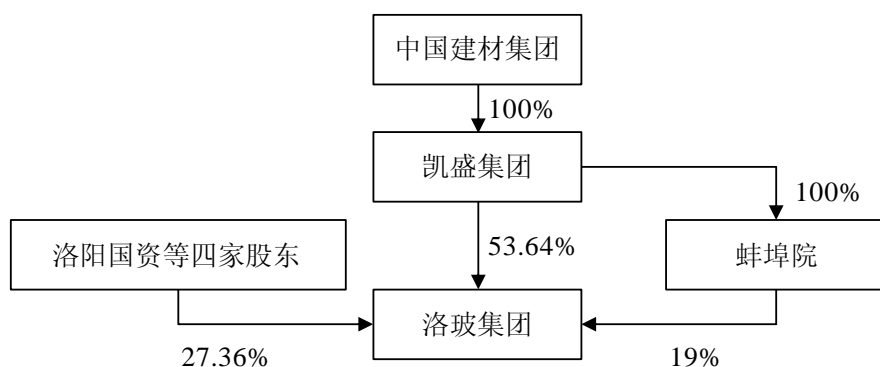 中国建材集团
100%
凯盛集团
100%
洛阳国资等四家股东
53.64%
蚌埠院
洛玻集团
27.36%
19%